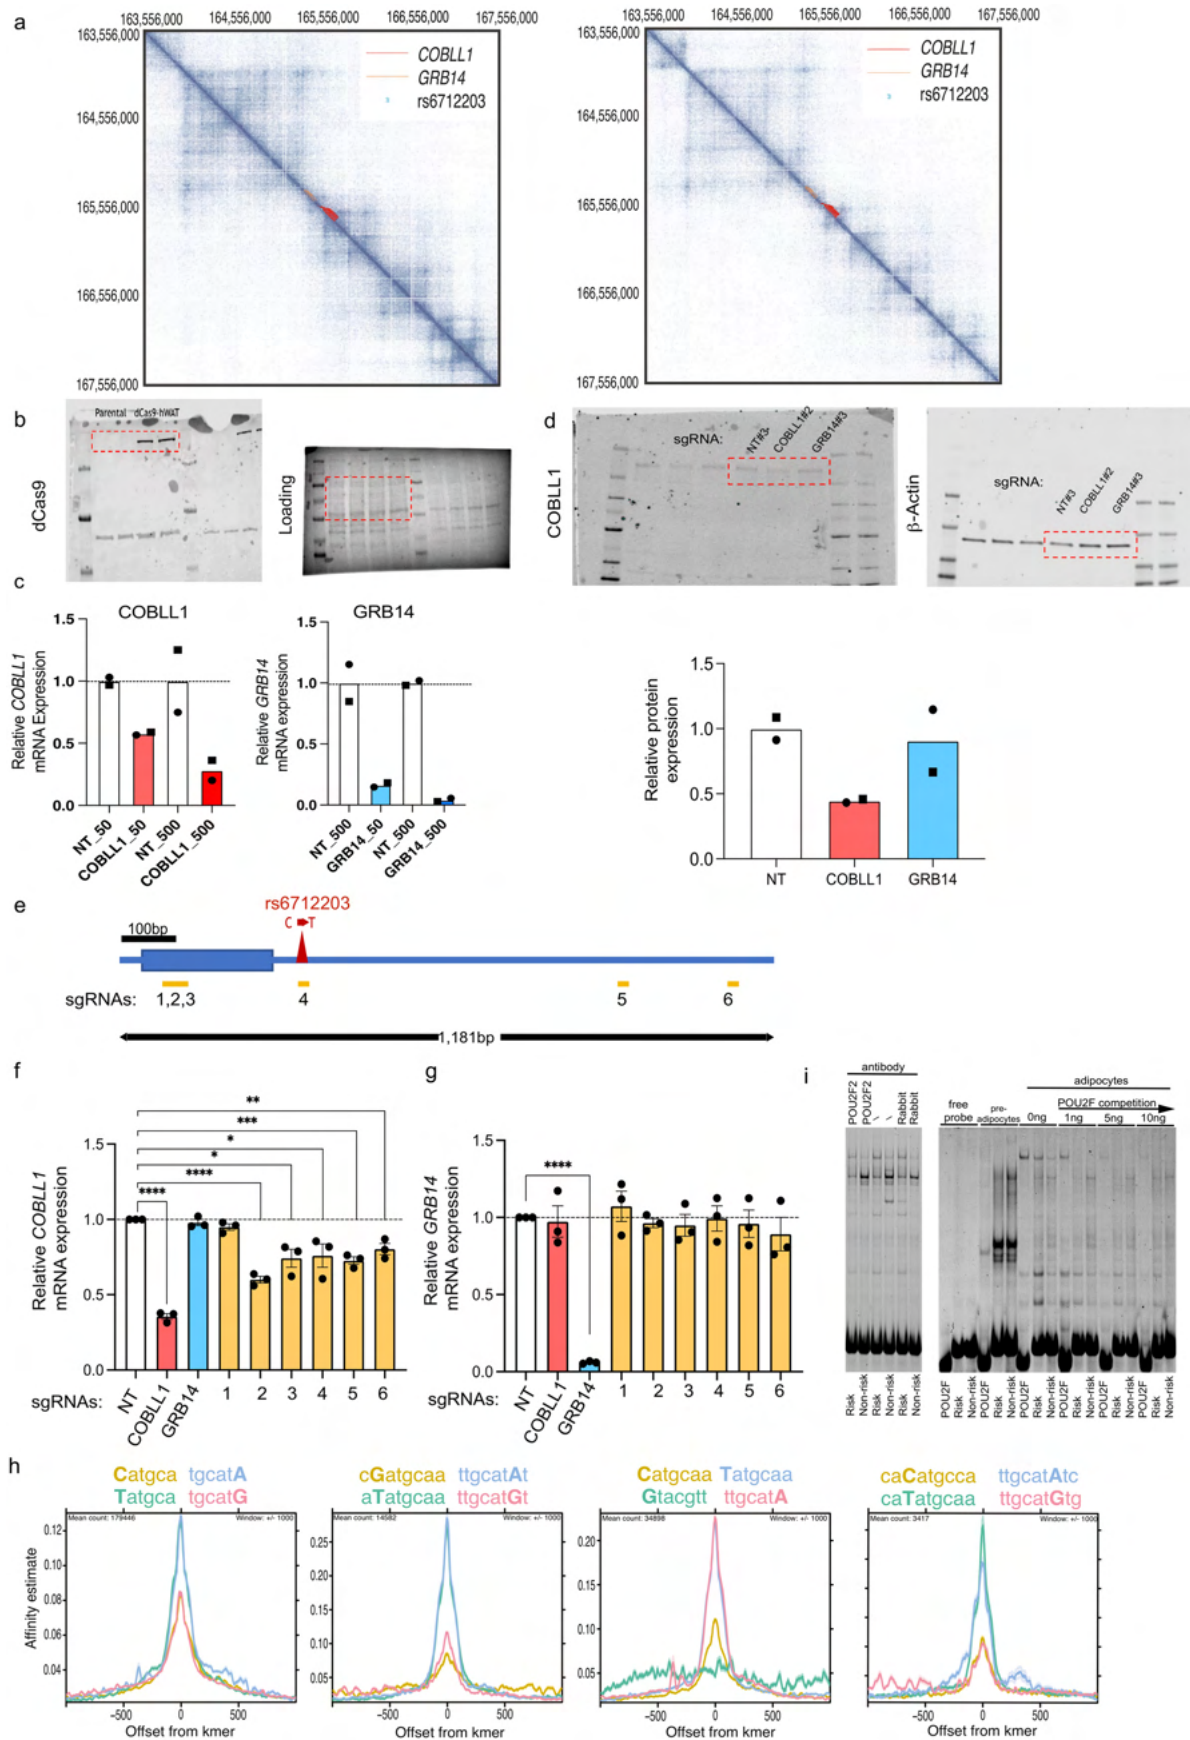 a
163,556,000 164,556,000 165,556,000 166,556,000 167,556,000
163,556,000
164,556,000
165,556,000
166,556,000
167,556,000
COBLL1
GRB14
rs6712203
163,556,000 164,556,000 165,556,000 166,556,000 167,556,000
163,556,000
164,556,000
165,556,000
166,556,000
167,556,000
COBLL1
GRB14
rs6712203
b
Parental dCas9-hWAT
dCas9
Loading
d
sgRNA:
NT#3
COBLL1#2
GRB14#3
COBLL1
sgRNA:
NT#3
COBLL1#2
GRB14#3
β-Actin
c
COBLL1
Relative COBLL1
mRNA Expression
1.5
1.0
0.5
0.0
NT_50
COBLL1_50
NT_500
COBLL1_500
GRB14
Relative GRB14
mRNA expression
1.5
1.0
0.5
0.0
NT_500
GRB14_50
NT_500
GRB14_500
Relative protein
expression
1.5
1.0
0.5
0.0
NT COBLL1 GRB14
e
rs6712203
C T
100bp
sgRNAs: 1,2,3 4 5 6
1,181bp
f
**
***
*
*
****
****
Relative COBLL1
mRNA expression
1.5
1.0
0.5
0.0
sgRNAs: NT COBLL1 GRB14 1 2 3 4 5 6
g
****
Relative GRB14
mRNA expression
1.5
1.0
0.5
0.0
sgRNAs: NT COBLL1 GRB14 1 2 3 4 5 6
i
antibody
POU2F2
POU2F2
-
-
Rabbit
Rabbit
Risk
Non-risk
Risk
Non-risk
Risk
Non-risk
adipocytes
free
probe
pre-
adipocytes
POU2F competition
0ng 1ng 5ng 10ng
POU2F
Risk
Non-risk
POU2F
Risk
Non-risk
POU2F
Risk
Non-risk
POU2F
Risk
Non-risk
POU2F
Risk
Non-risk
POU2F
Risk
Non-risk
h
Catgca tgcatA
Tatgca tgcatG
Mean count: 179446 Window: +/- 1000
Affinity estimate
0.12
0.10
0.08
0.06
0.04
-500 0 500
Offset from kmer
cGatgcaa ttgcatAt
aTatgcaa ttgcatGt
Mean count: 14582 Window: +/- 1000
0.25
0.20
0.15
0.10
0.05
-500 0 500
Offset from kmer
Catgcaa Tatgcaa
Gtacgtt ttgcatA
Mean count: 34898 Window: +/- 1000
0.20
0.15
0.10
0.05
-500 0 500
Offset from kmer
caCatgcca ttgcatAtc
caTatgcaa ttgcatGtg
Mean count: 3417 Window: +/- 1000
-500 0 500
Offset from kmer